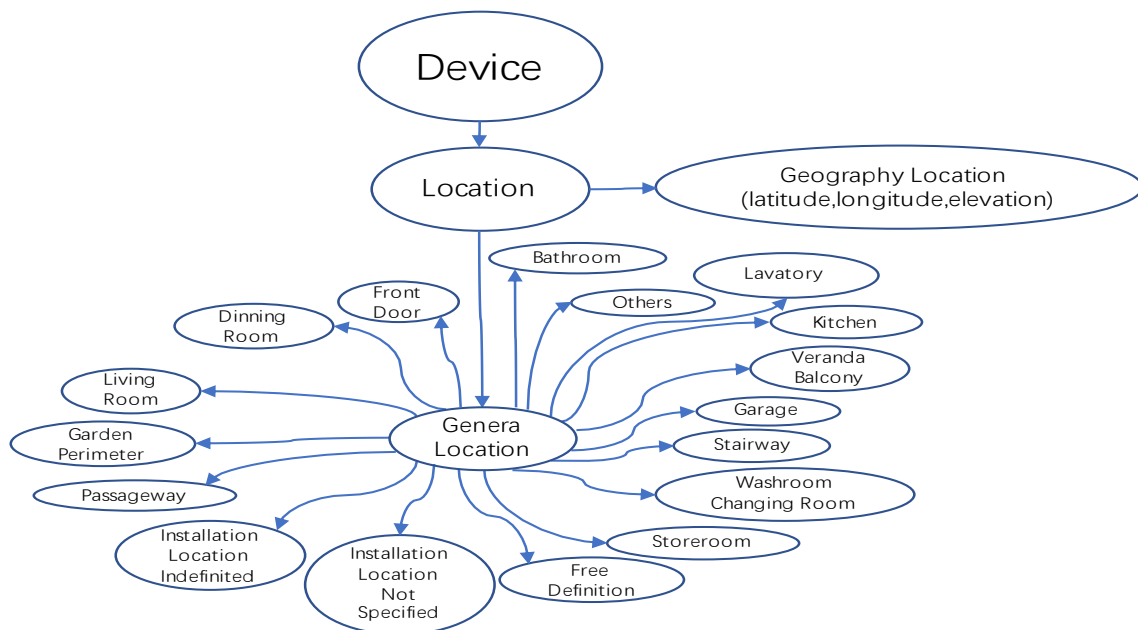 Device
Location
Geography Location
(latitude,longitude,elevation)
Bathroom
Lavatory
Front
Door
Others
Dinning
Room
Kitchen
Veranda
Balcony
Living
Room
Garage
Genera
Location
Garden
Perimeter
Stairway
Passageway
Washroom
Changing Room
Installation
Location
Indefinited
Storeroom
Installation
Location
Not
Specified
Free
Definition